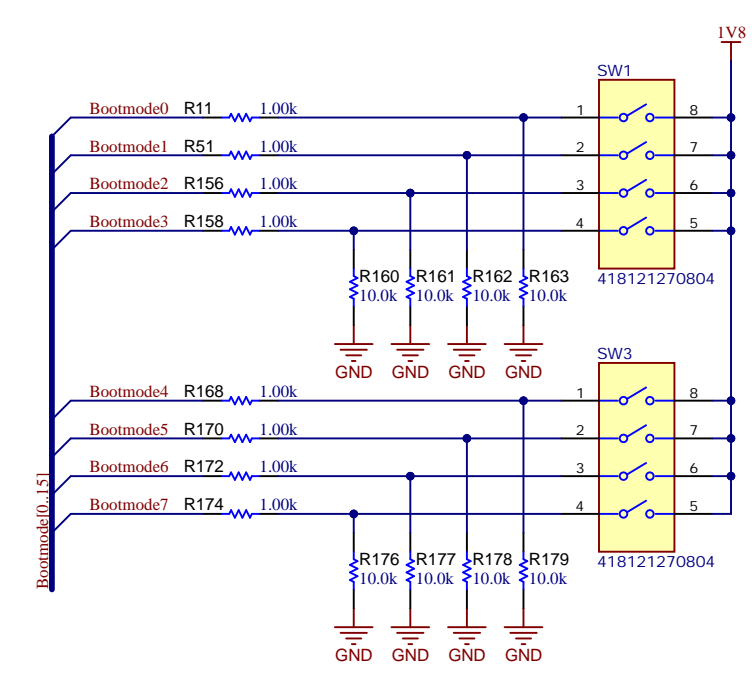 1V8
SW1
Bootmode0 R11 1.00k 1 8
Bootmode1 R51 1.00k 2 7
Bootmode2 R156 1.00k 3 6
Bootmode3 R158 1.00k 4 5
R160 R161 R162 R163
418121270804
10.0k 10.0k 10.0k 10.0k
SW3
GND GND GND GND
Bootmode4 R168 1.00k 1 8
Bootmode5 R170 1.00k 2 7
Bootmode6 R172 1.00k 3 6
Bootmode7 R174 1.00k 4 5
Bootmode[0..15]
R176 R177 R178 R179
418121270804
10.0k 10.0k 10.0k 10.0k
GND GND GND GND